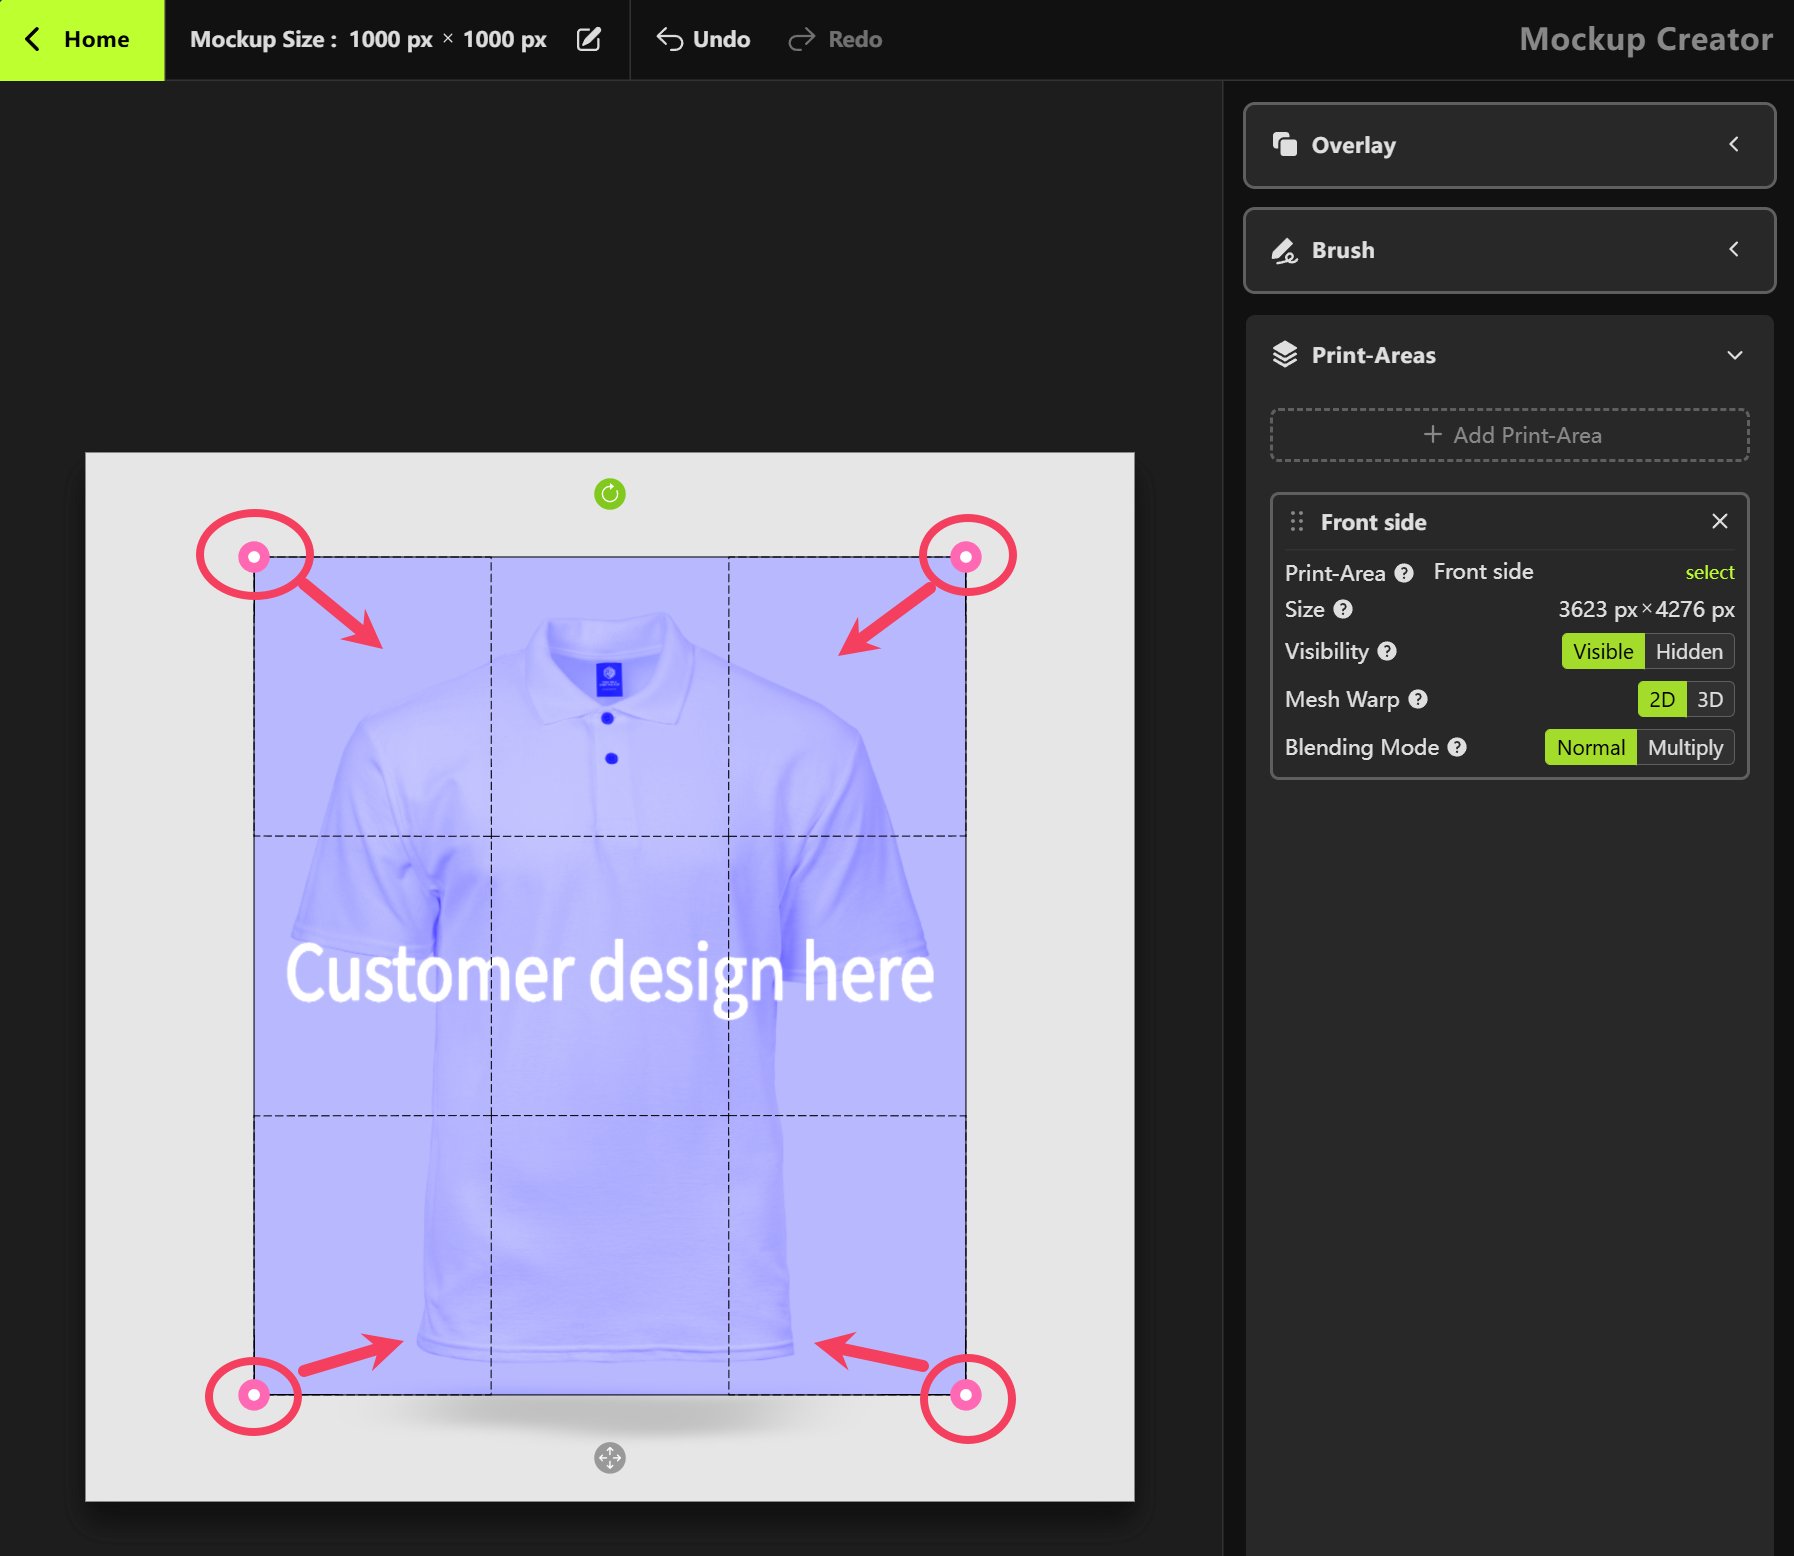 Home
Mockup Size : 1000 px × 1000 px
Undo
Redo
Mockup Creator
Overlay
Brush
Print-Areas
+ Add Print-Area
Front side
Print-Area ? Front side select
Size ? 3623 px × 4276 px
Visibility ? Visible Hidden
Mesh Warp ? 2D 3D
Blending Mode ? Normal Multiply
Customer design here